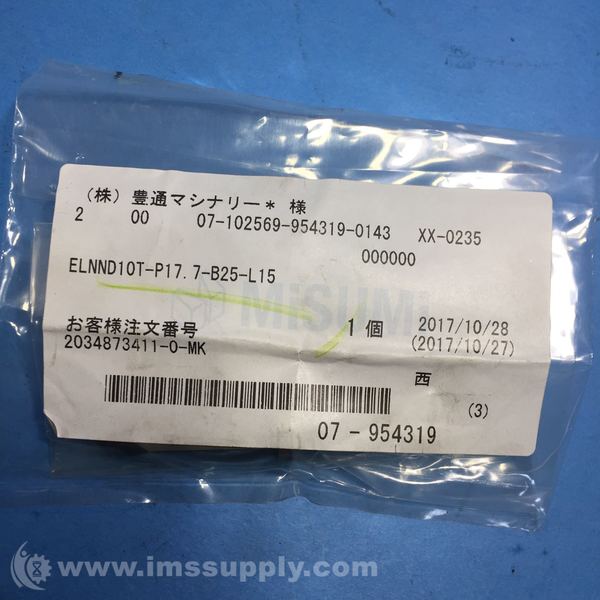 (株) 豊通マシナリー* 様
2 00 07-102569-954319-0143 XX-0235
000000
ELNND10T-P17.7-B25-L15
MiSUMi
お客様注文番号 1個 2017/10/28
2034873411-0-MK (2017/10/27)
西
(3)
07-954319
© www.imssupply.com